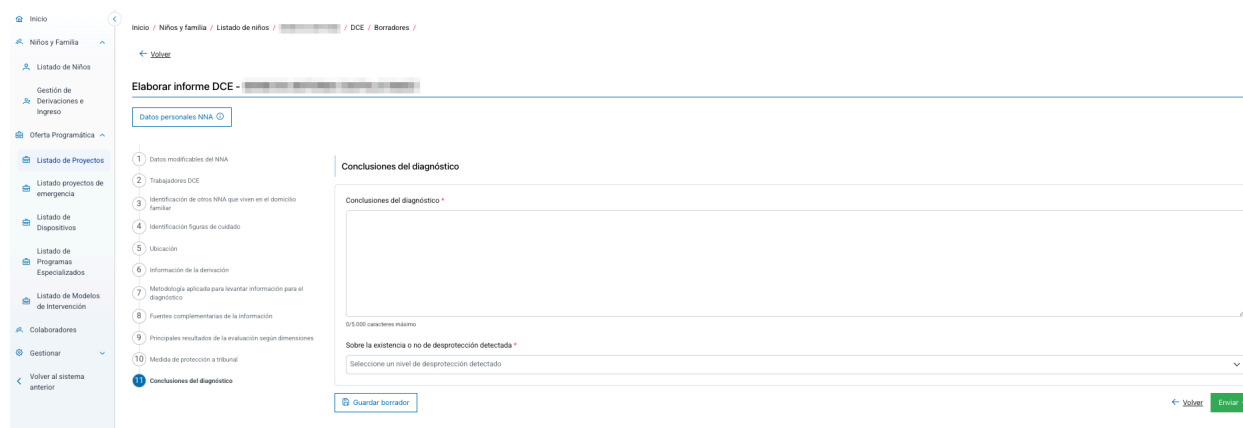 Inicio
Niños y Familia
Listado de Niños
Gestión de
Derivaciones e
Ingreso
Oferta Programática
Listado de Proyectos
Listado proyectos de
emergencia
Listado de
Dispositivos
Listado de
Programas
Especializados
Listado de Modelos
de Intervención
Colaboradores
Gestionar
Volver al sistema
anterior
Inicio / Niños y familia / Listado de niños / / DCE / Borradores /
Volver
Elaborar informe DCE -
Datos personales NNA
1 Datos modificables del NNA
2 Trabajadores DCE
3 Identificación de otros NNA que viven en el domicilio
familiar
4 Identificación figuras de cuidado
5 Ubicación
6 Información de la derivación
7 Metodología aplicada para levantar información para el
diagnóstico
8 Fuentes complementarias de la información
9 Principales resultados de la evaluación según dimensiones
10 Medida de protección a tribunal
11 Conclusiones del diagnóstico
Conclusiones del diagnóstico
Conclusiones del diagnóstico *
0/5.000 caracteres máximo
Sobre la existencia o no de desprotección detectada *
Seleccione un nivel de desprotección detectado
Guardar borrador
Volver
Enviar